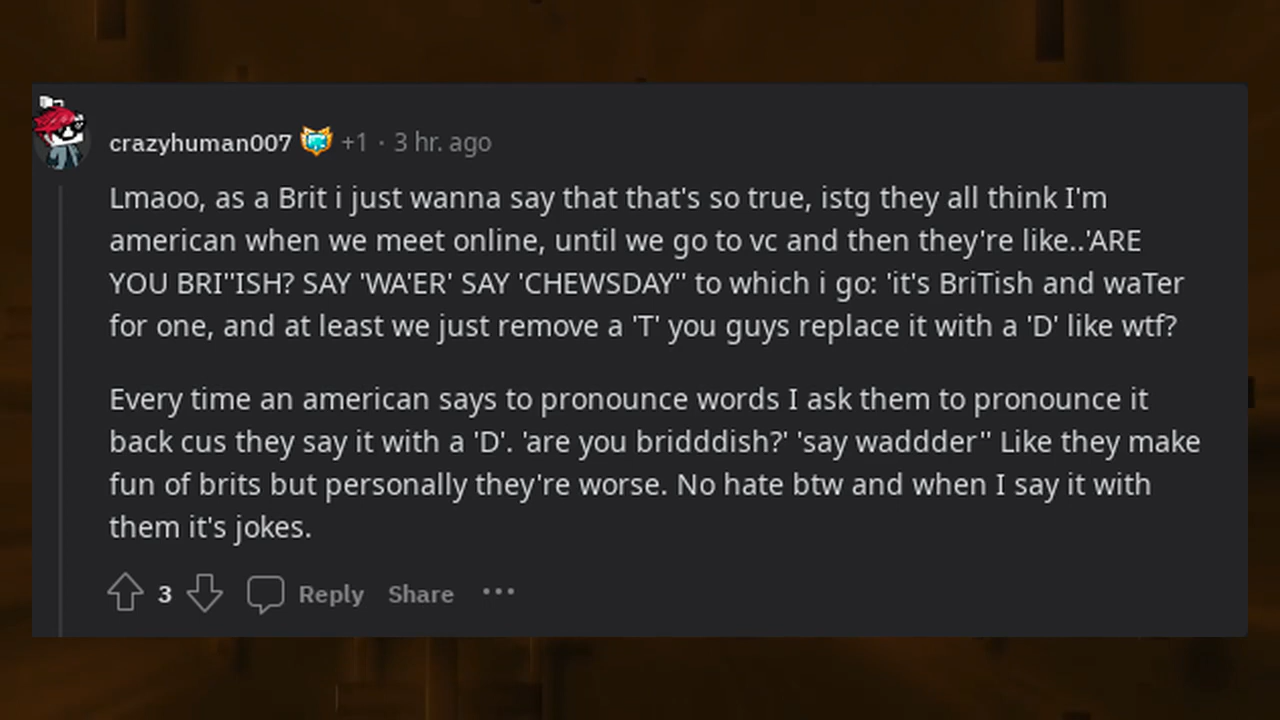 crazyhuman007 +1 · 3 hr. ago
Lmaoo, as a Brit i just wanna say that that's so true, istg they all think I'm
american when we meet online, until we go to vc and then they're like..'ARE
YOU BRI''ISH? SAY 'WA'ER' SAY 'CHEWSDAY'' to which i go: 'it's BriTish and waTer
for one, and at least we just remove a 'T' you guys replace it with a 'D' like wtf?
Every time an american says to pronounce words I ask them to pronounce it
back cus they say it with a 'D'. 'are you bridddish?' 'say waddder'' Like they make
fun of brits but personally they're worse. No hate btw and when I say it with
them it's jokes.
3 Reply Share ···